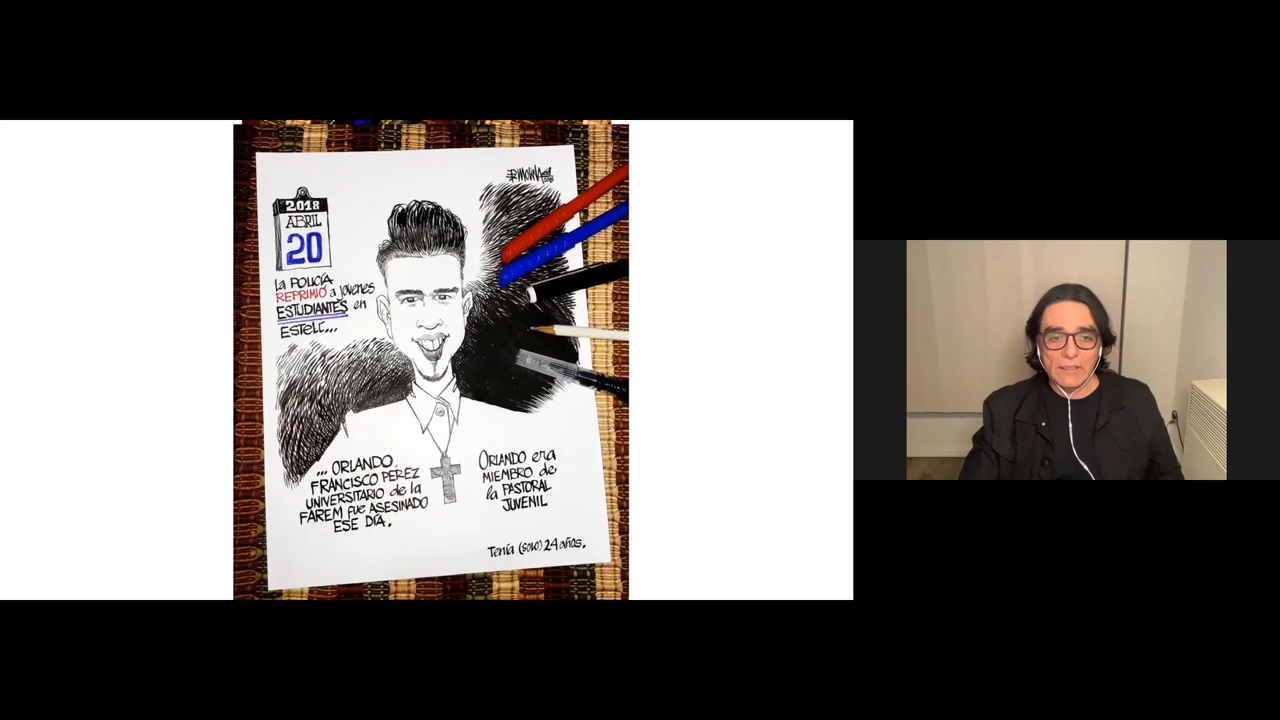 PXMOLINA
2018
ABRIL
20
LA POLICÍA
REPRIMIÓ a jóvenes
ESTUDIANTES en
ESTELÍ...
... ORLANDO
FRANCISCO PEREZ
UNIVERSITARIO de la
FAREM fue ASESINADO
ESE DÍA.
ORLANDO era
MIEMBRO de
la PASTORAL
JUVENIL
Tenía (SOLO) 24 años.